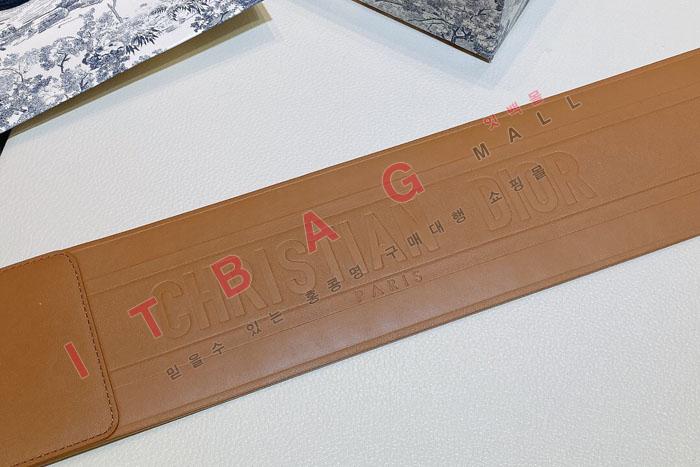 잇백몰
ITBAG MALL
CHRISTIAN DIOR
PARIS
믿을수 있는 홍콩명 구매대행 쇼핑몰